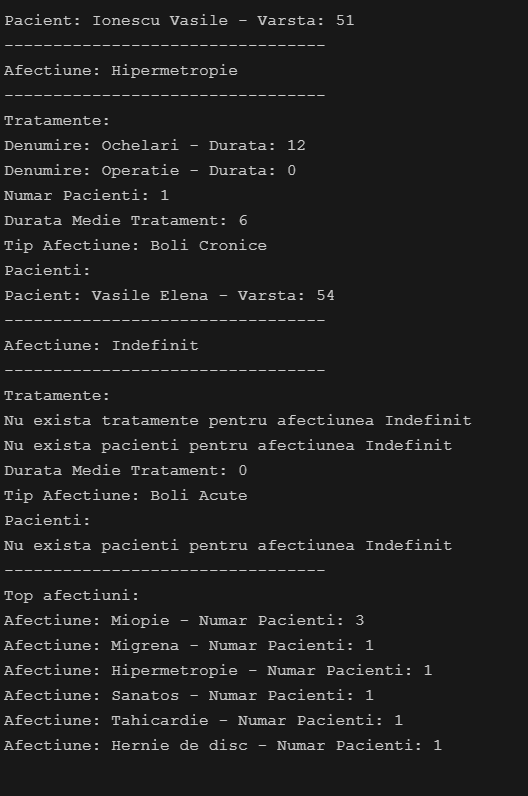 Pacient: Ionescu Vasile - Varsta: 51
---------------------------------
Afectiune: Hipermetropie
---------------------------------
Tratamente:
Denumire: Ochelari - Durata: 12
Denumire: Operatie - Durata: 0
Numar Pacienti: 1
Durata Medie Tratament: 6
Tip Afectiune: Boli Cronice
Pacienti:
Pacient: Vasile Elena - Varsta: 54
---------------------------------
Afectiune: Indefinit
---------------------------------
Tratamente:
Nu exista tratamente pentru afectiunea Indefinit
Nu exista pacienti pentru afectiunea Indefinit
Durata Medie Tratament: 0
Tip Afectiune: Boli Acute
Pacienti:
Nu exista pacienti pentru afectiunea Indefinit
---------------------------------
Top afectiuni:
Afectiune: Miopie - Numar Pacienti: 3
Afectiune: Migrena - Numar Pacienti: 1
Afectiune: Hipermetropie - Numar Pacienti: 1
Afectiune: Sanatos - Numar Pacienti: 1
Afectiune: Tahicardie - Numar Pacienti: 1
Afectiune: Hernie de disc - Numar Pacienti: 1